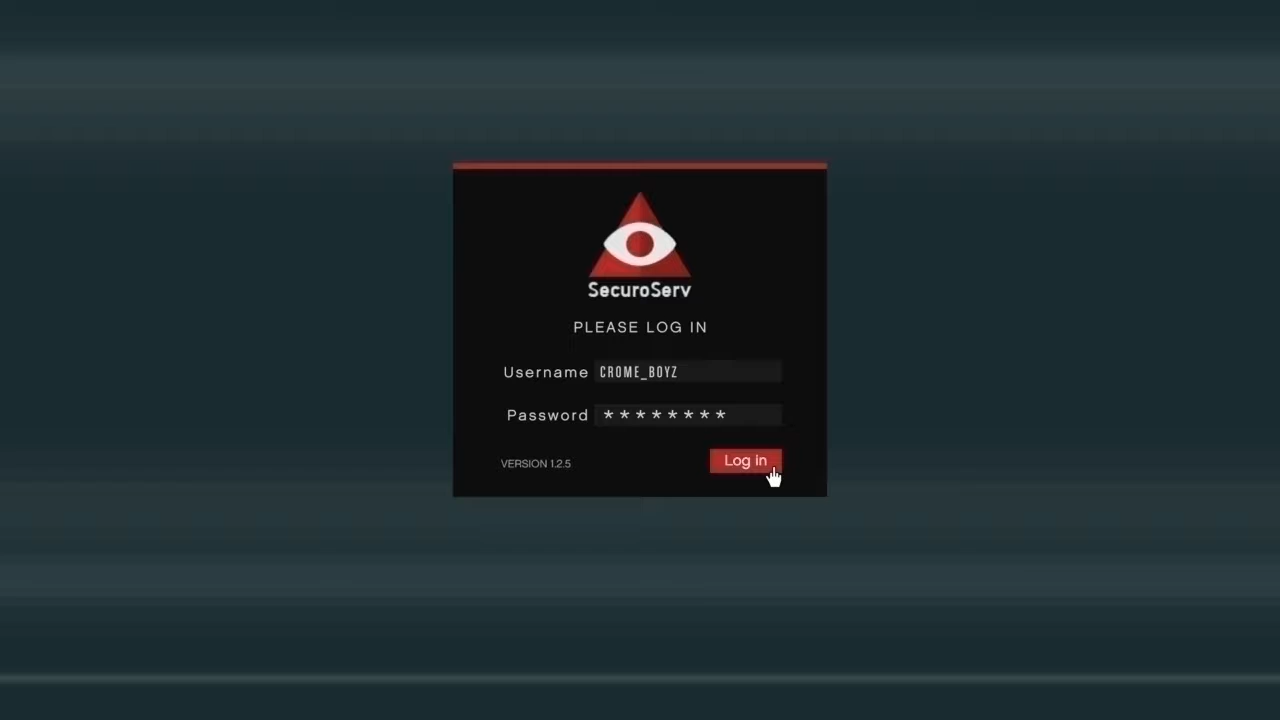 SecuroServ
PLEASE LOG IN
Username CROME_BOYZ
Password ********
VERSION 1.2.5 Log in